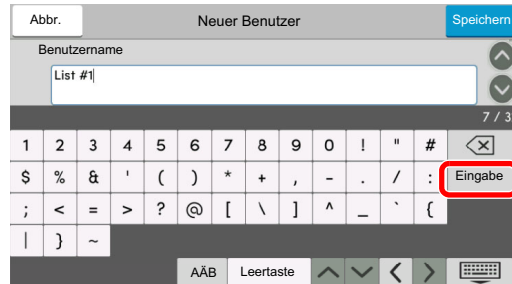 Abbr. Neuer Benutzer Speichern
Benutzername
List #1
7 / 3
1 2 3 4 5 6 7 8 9 0 ! " #
$ % & ' ( ) * + , - . / : Eingabe
; < = > ? @ [ \ ] ^ _ ` {
| } ~
AÄB Leertaste